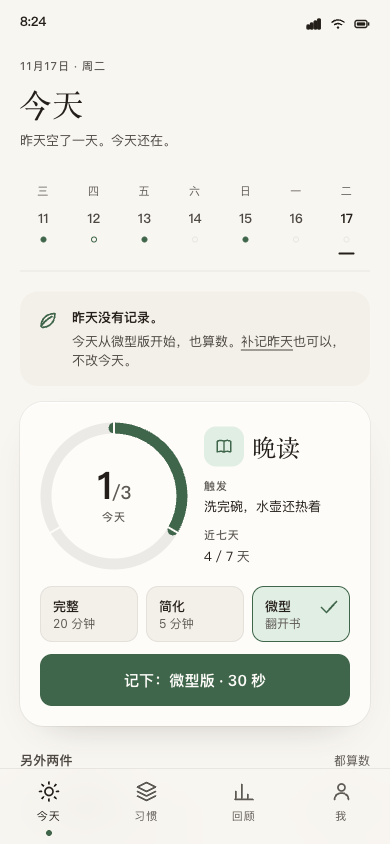 8:24
11月17日 · 周二
今天
昨天空了一天。今天还在。
三 四 五 六 日 一 二
11 12 13 14 15 16 17
昨天没有记录。
今天从微型版开始，也算数。补记昨天也可以，
不改今天。
1/3
今天
晚读
触发
洗完碗，水壶还热着
近七天
4 / 7 天
完整 简化 微型
20 分钟 5 分钟 翻开书
记下：微型版 · 30 秒
另外两件 都算数
今天 习惯 回顾 我